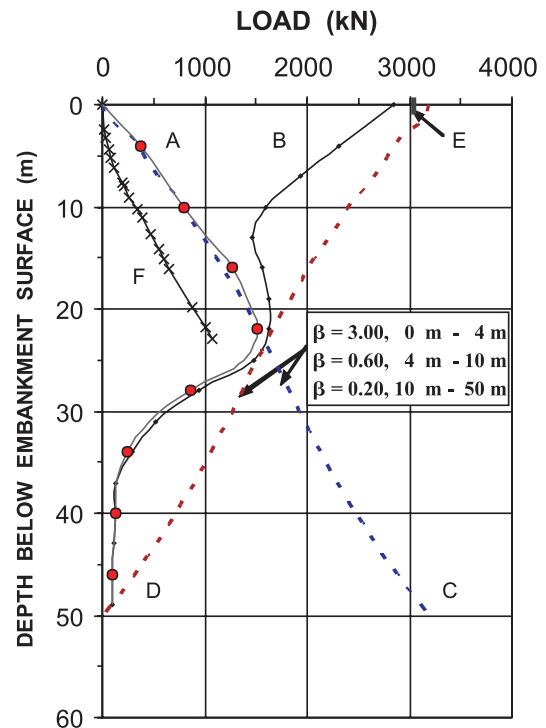 LOAD (kN)
0 1000 2000 3000 4000
DEPTH BELOW EMBANKMENT SURFACE (m)
0
10
20
30
40
50
60
A
B
E
F
β = 3.00, 0 m - 4 m
β = 0.60, 4 m - 10 m
β = 0.20, 10 m - 50 m
D
C